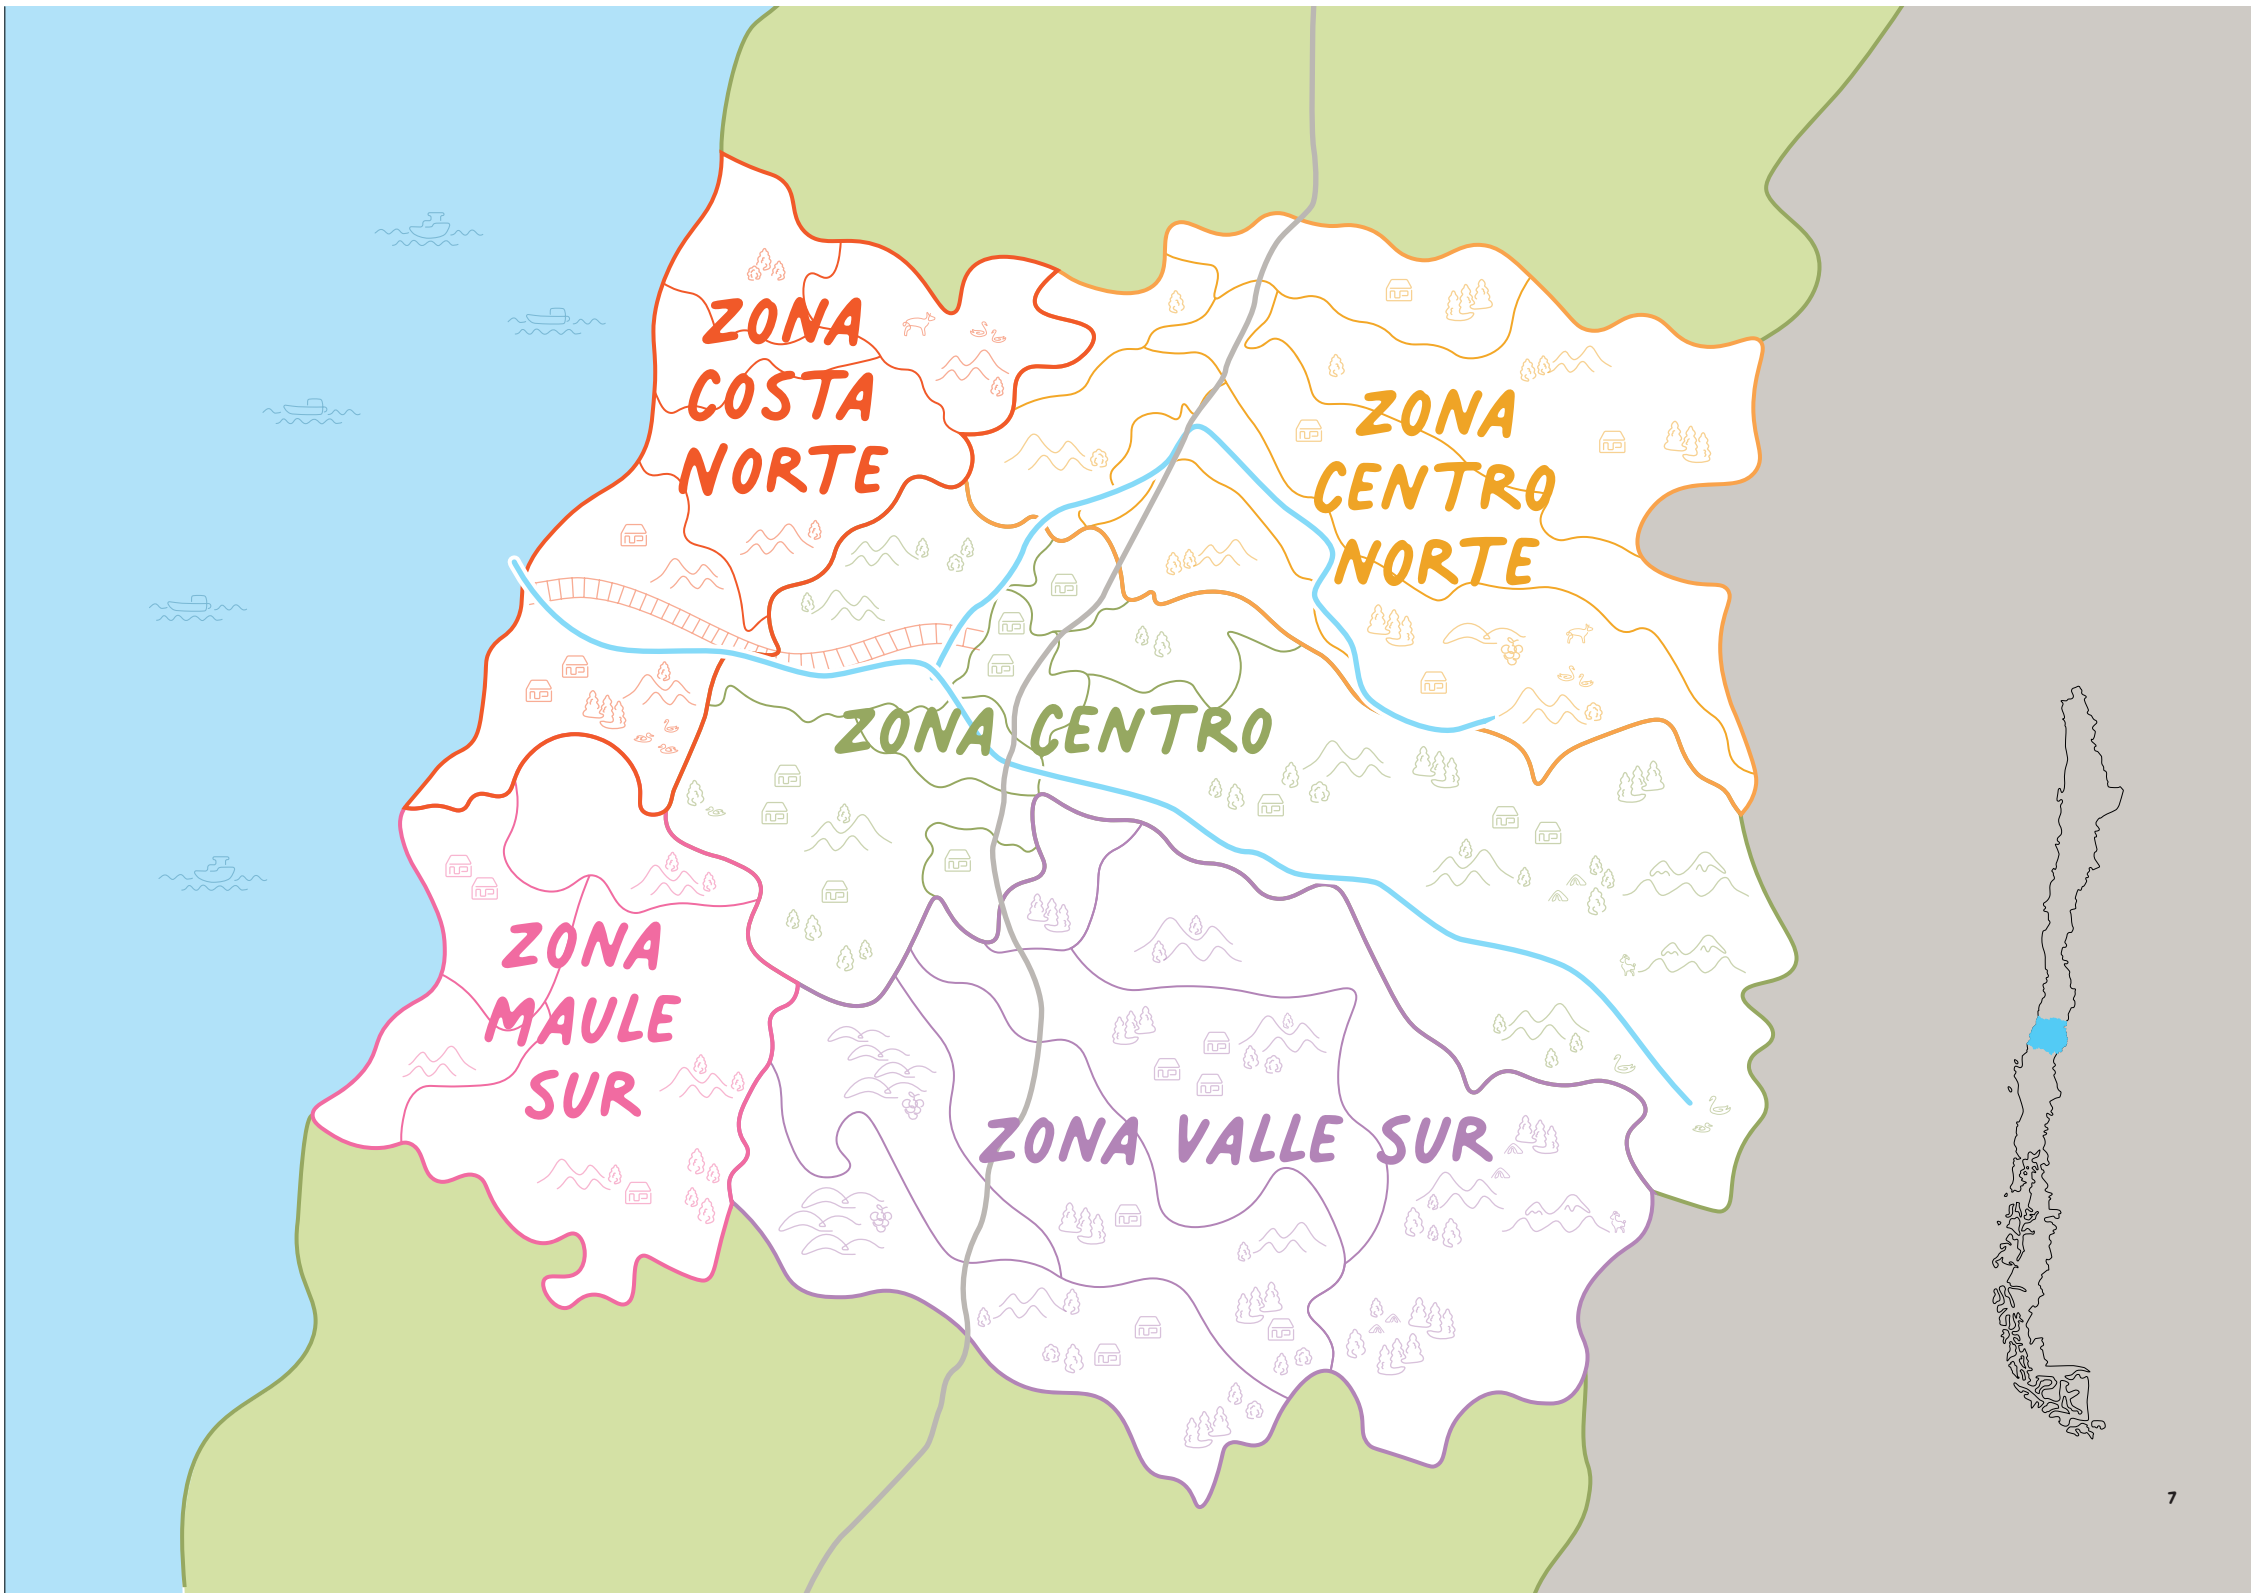 ZONA
COSTA
NORTE
ZONA
CENTRO
NORTE
ZONA CENTRO
ZONA
MAULE
SUR
ZONA VALLE SUR
7